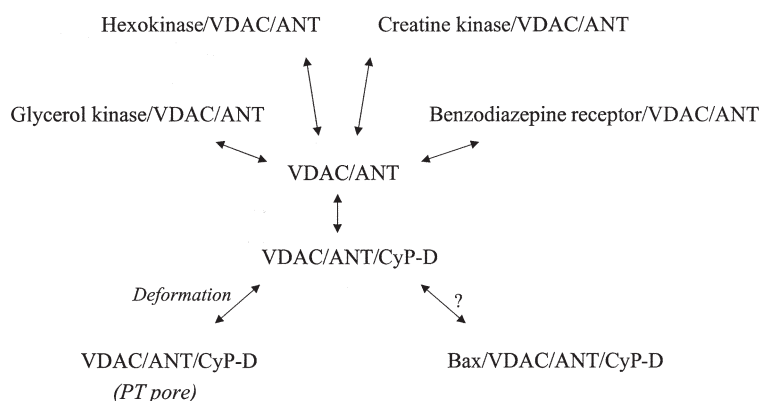 Hexokinase/VDAC/ANT
Creatine kinase/VDAC/ANT
Glycerol kinase/VDAC/ANT
Benzodiazepine receptor/VDAC/ANT
VDAC/ANT
VDAC/ANT/CyP-D
Deformation
?
VDAC/ANT/CyP-D
(PT pore)
Bax/VDAC/ANT/CyP-D